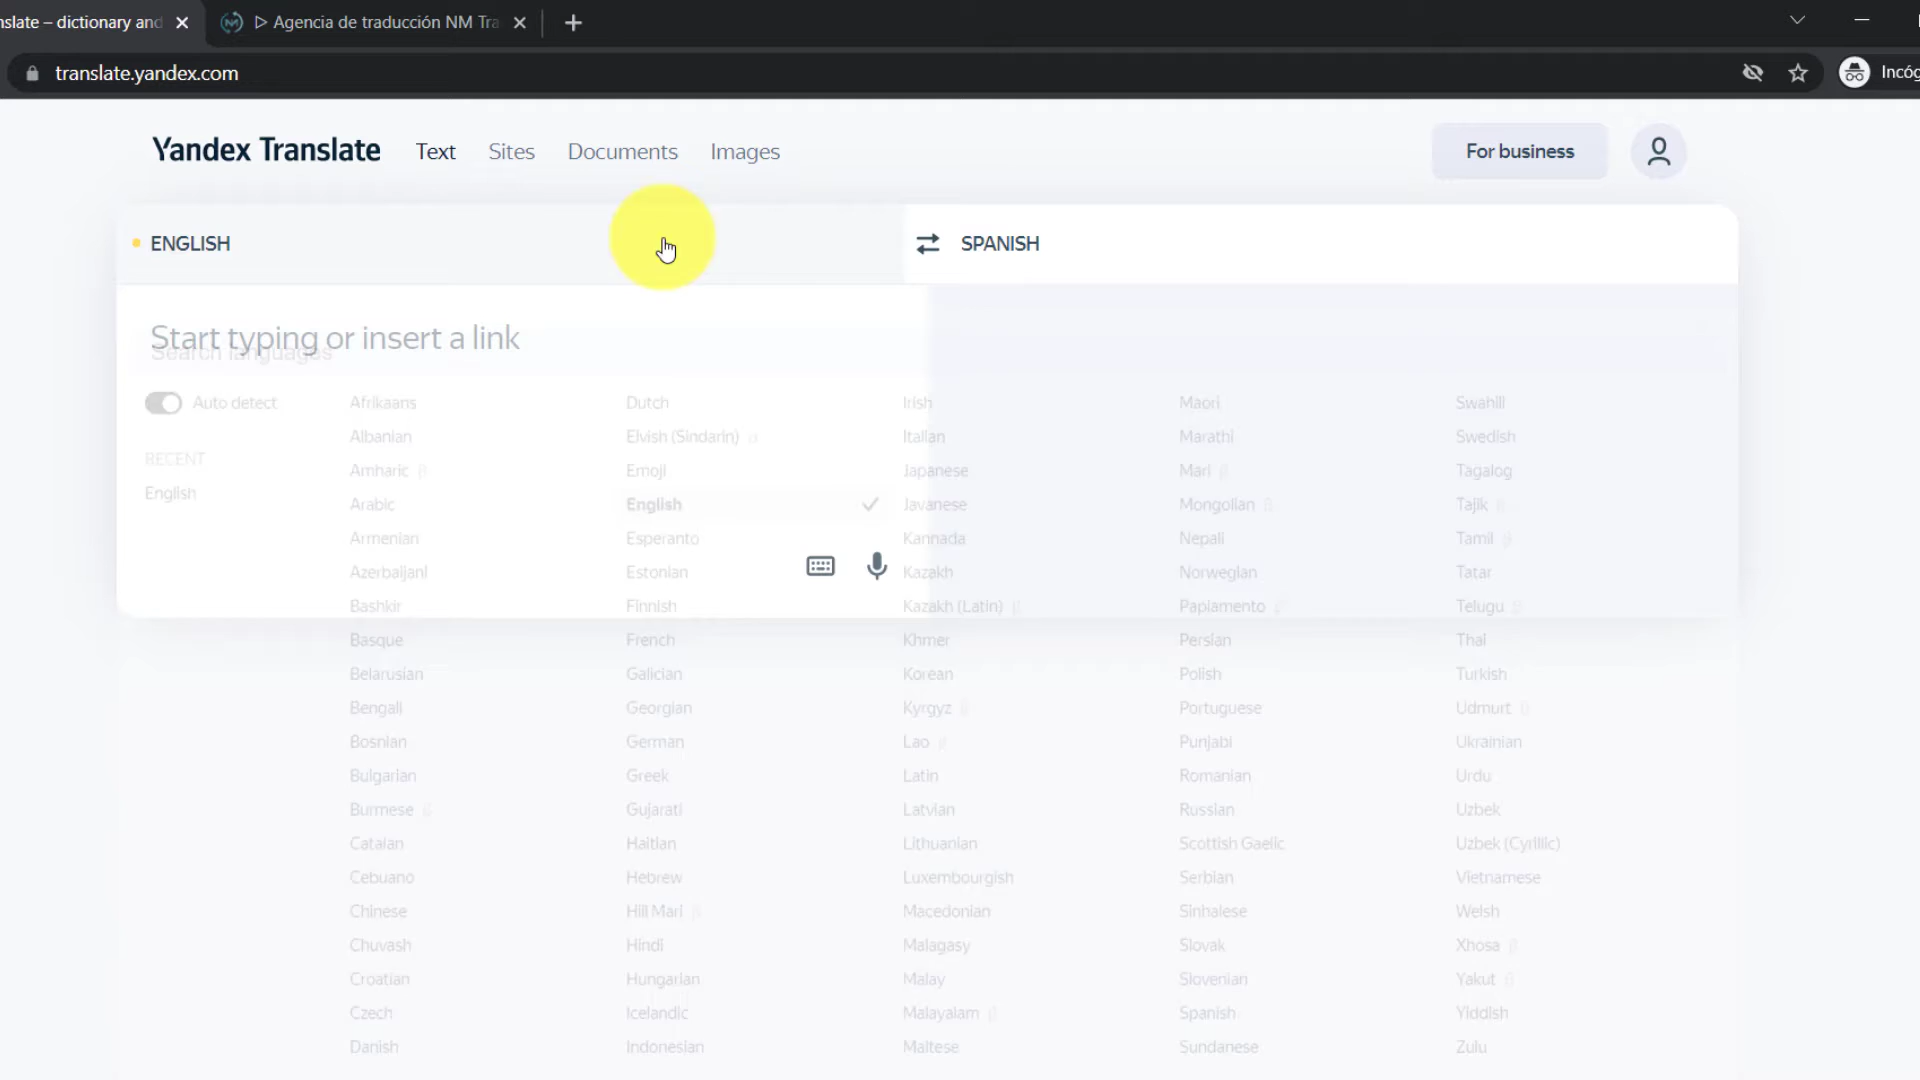 nslate – dictionary and
▷ Agencia de traducción NM Tra
translate.yandex.com
Incóg
Yandex Translate
Text
Sites
Documents
Images
For business
ENGLISH
SPANISH
Start typing or insert a link
Search languages
Auto detect
RECENT
English
Afrikaans
Albanian
Amharic β
Arabic
Armenian
Azerbaijani
Bashkir
Basque
Belarusian
Bengali
Bosnian
Bulgarian
Burmese β
Catalan
Cebuano
Chinese
Chuvash
Croatian
Czech
Danish
Dutch
Elvish (Sindarin) β
Emoji
English
Esperanto
Estonian
Finnish
French
Galician
Georgian
German
Greek
Gujarati
Haitian
Hebrew
Hill Mari β
Hindi
Hungarian
Icelandic
Indonesian
Irish
Italian
Japanese
Javanese
Kannada
Kazakh
Kazakh (Latin) β
Khmer
Korean
Kyrgyz β
Lao β
Latin
Latvian
Lithuanian
Luxembourgish
Macedonian
Malagasy
Malay
Malayalam β
Maltese
Maori
Marathi
Mari β
Mongolian β
Nepali
Norwegian
Papiamento β
Persian
Polish
Portuguese
Punjabi
Romanian
Russian
Scottish Gaelic
Serbian
Sinhalese
Slovak
Slovenian
Spanish
Sundanese
Swahili
Swedish
Tagalog
Tajik β
Tamil β
Tatar
Telugu β
Thai
Turkish
Udmurt β
Ukrainian
Urdu
Uzbek
Uzbek (Cyrillic)
Vietnamese
Welsh
Xhosa β
Yakut β
Yiddish
Zulu